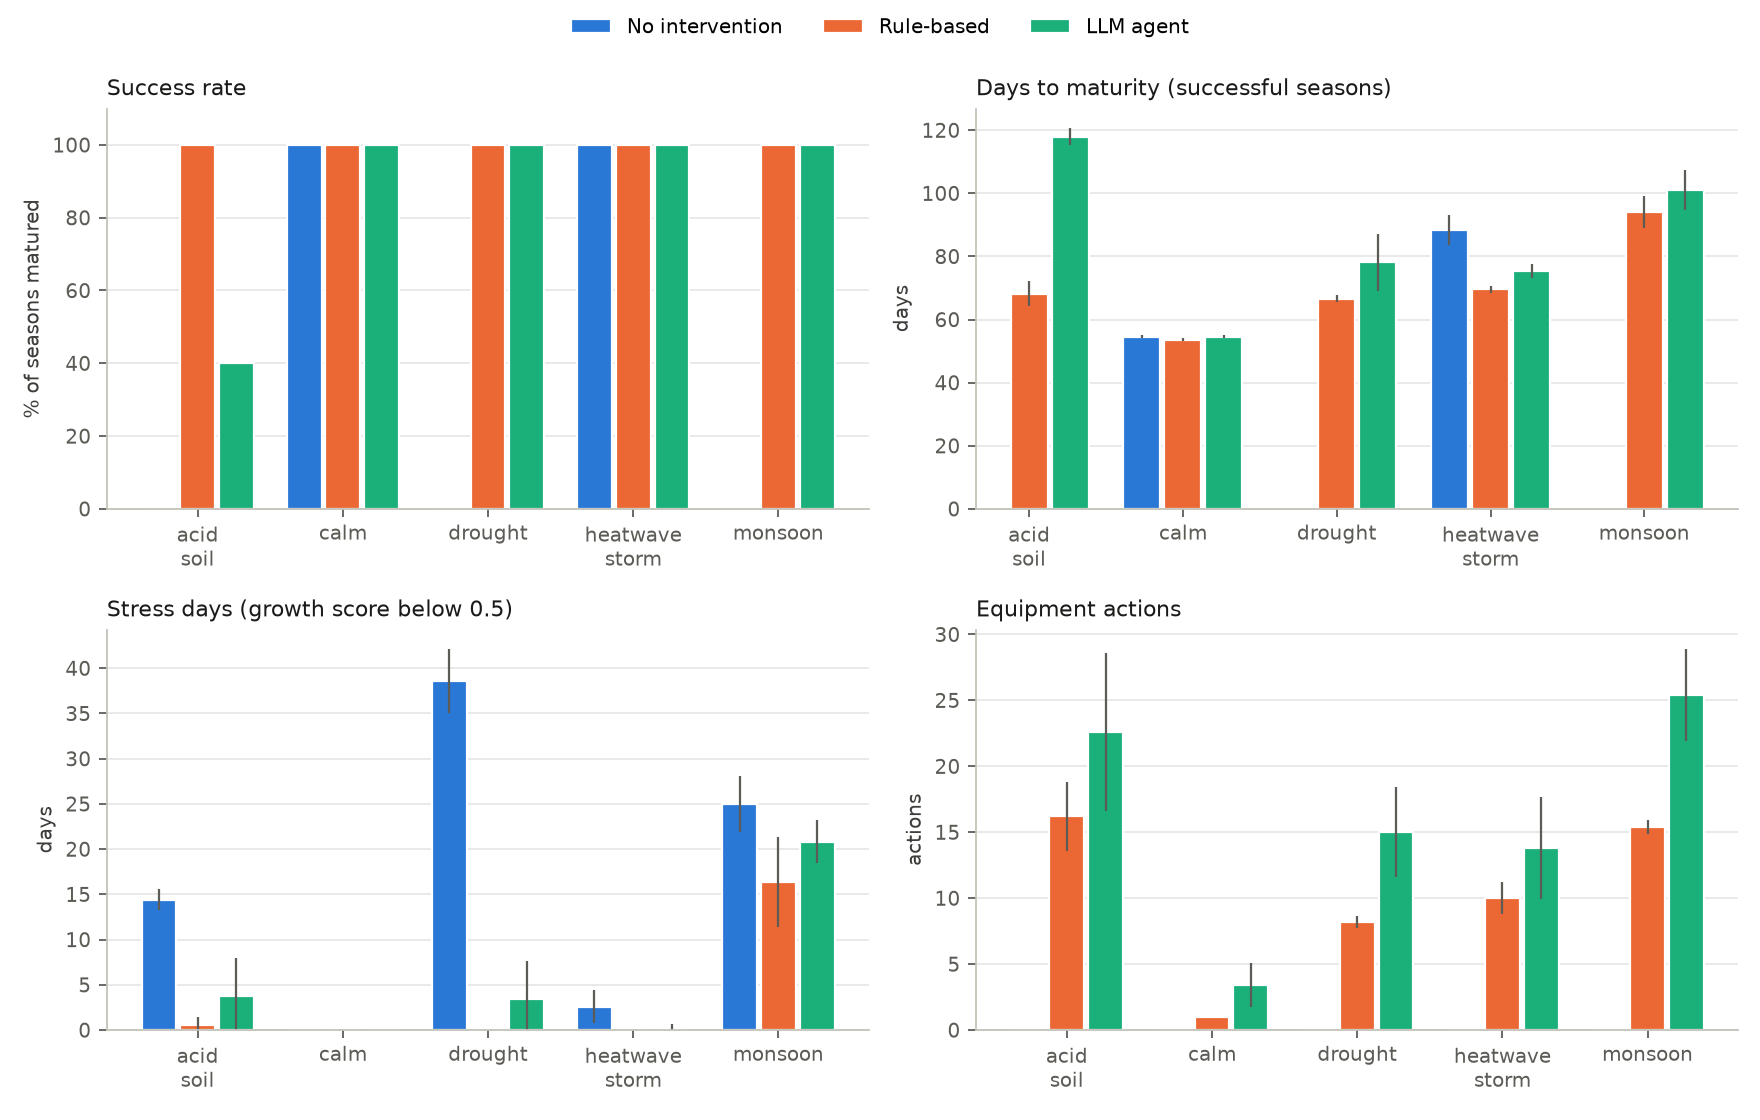 No intervention Rule-based LLM agent
Success rate
% of seasons matured
100
80
60
40
20
0
acid soil
calm
drought
heatwave storm
monsoon
Days to maturity (successful seasons)
days
120
100
80
60
40
20
0
acid soil
calm
drought
heatwave storm
monsoon
Stress days (growth score below 0.5)
days
40
35
30
25
20
15
10
5
0
acid soil
calm
drought
heatwave storm
monsoon
Equipment actions
actions
30
25
20
15
10
5
0
acid soil
calm
drought
heatwave storm
monsoon